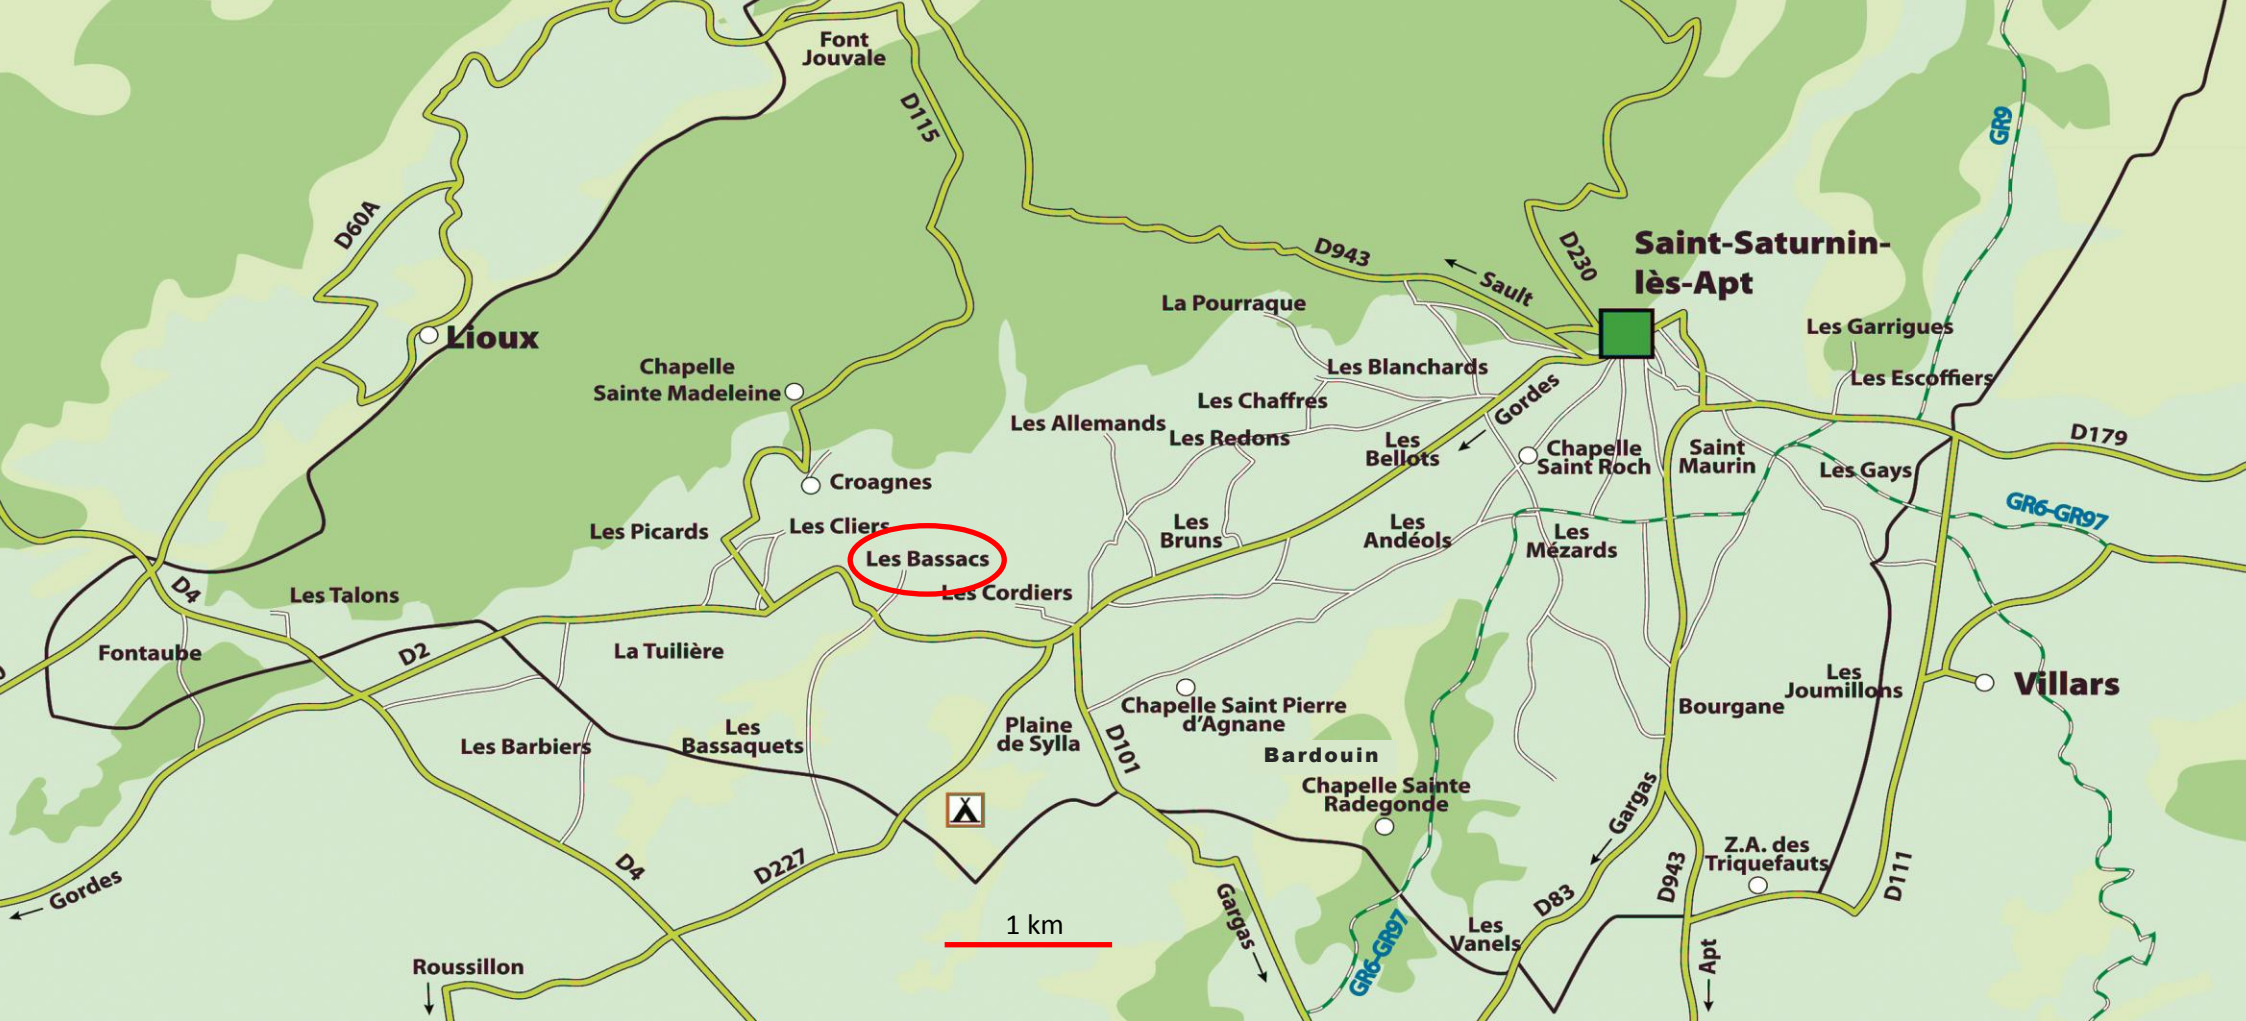 Font
Jouvale
D115
GR9
D60A
D943
Sault
D230
Saint-Saturnin-
lès-Apt
La Pourraque
Lioux
Les Garrigues
Chapelle
Sainte Madeleine
Les Blanchards
Les Escoffiers
Les Chaffres
Gordes
Les Allemands
Les Redons
Les
Bellots
Chapelle
Saint Roch
Saint
Maurin
D179
Les Gays
Croagnes
GR6-GR97
Les Picards
Les Cliers
Les
Bruns
Les
Andéols
Les
Mézards
Les Bassacs
D4
Les Talons
Les Cordiers
Fontaube
D2
La Tuilière
Les
Joumillons
Villars
Chapelle Saint Pierre
d'Agnane
Bourgane
Les Barbiers
Les
Bassaquets
Plaine
de Sylla
D101
Bardouin
Chapelle Sainte
Radegonde
Gargas
Z.A. des
Triquefauts
D4
D227
Gordes
D943
D111
D83
Gargas
1 km
GR6-GR97
Les
Vanels
Apt
Roussillon